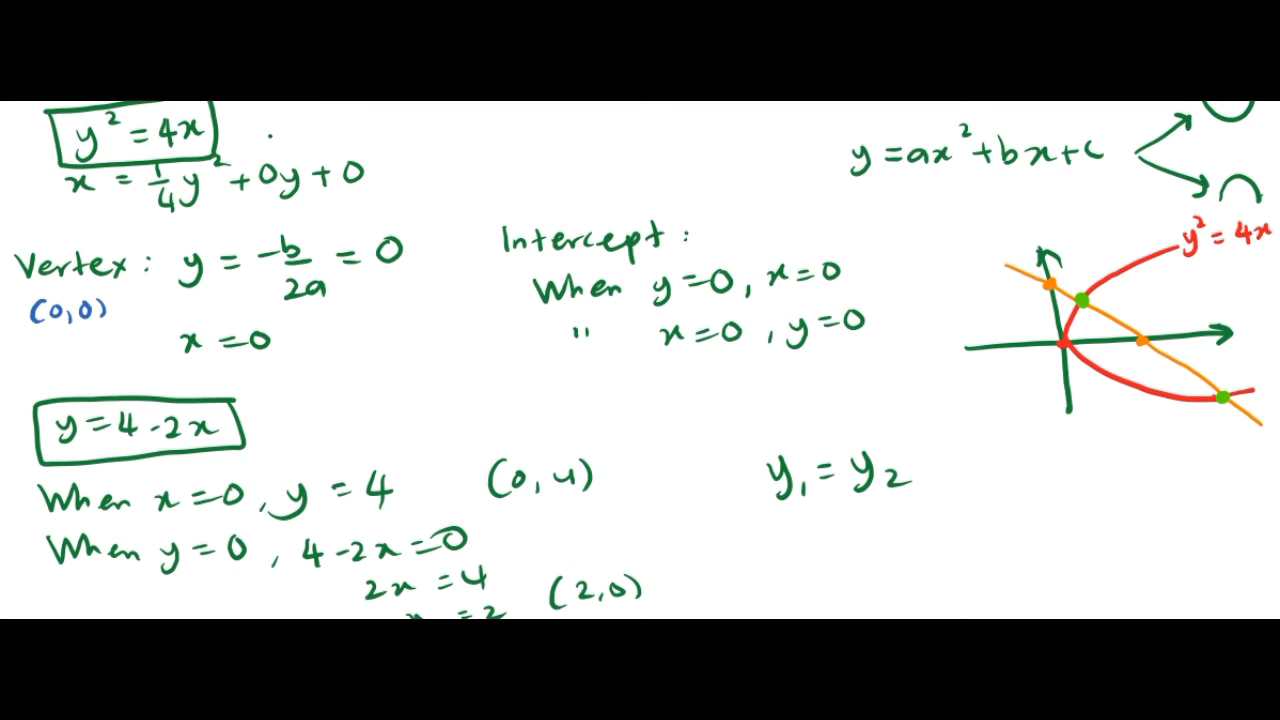 y² = 4x
x = 1/4 y² + 0y + 0
Vertex : y = -b/2a = 0
(0,0)
x = 0
Intercept :
When y=0, x=0
" x=0, y=0
y = ax² + bx + c
y² = 4x
y = 4 - 2x
When x=0, y = 4 (0, 4)
When y=0, 4-2x=0
2x = 4
x = 2 (2,0)
y₁ = y₂